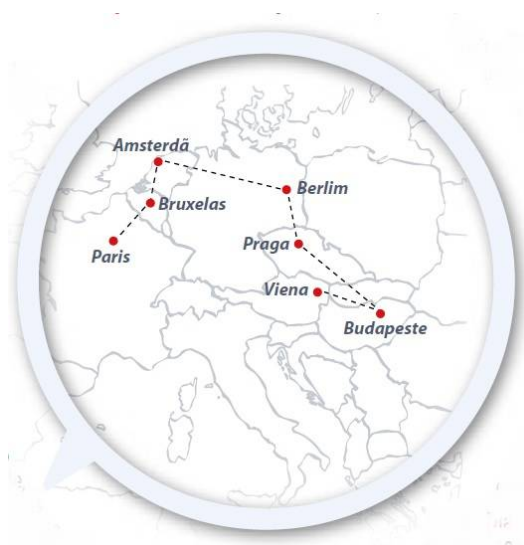 Amsterdã
Berlim
Bruxelas
Praga
Paris
Viena
Budapeste